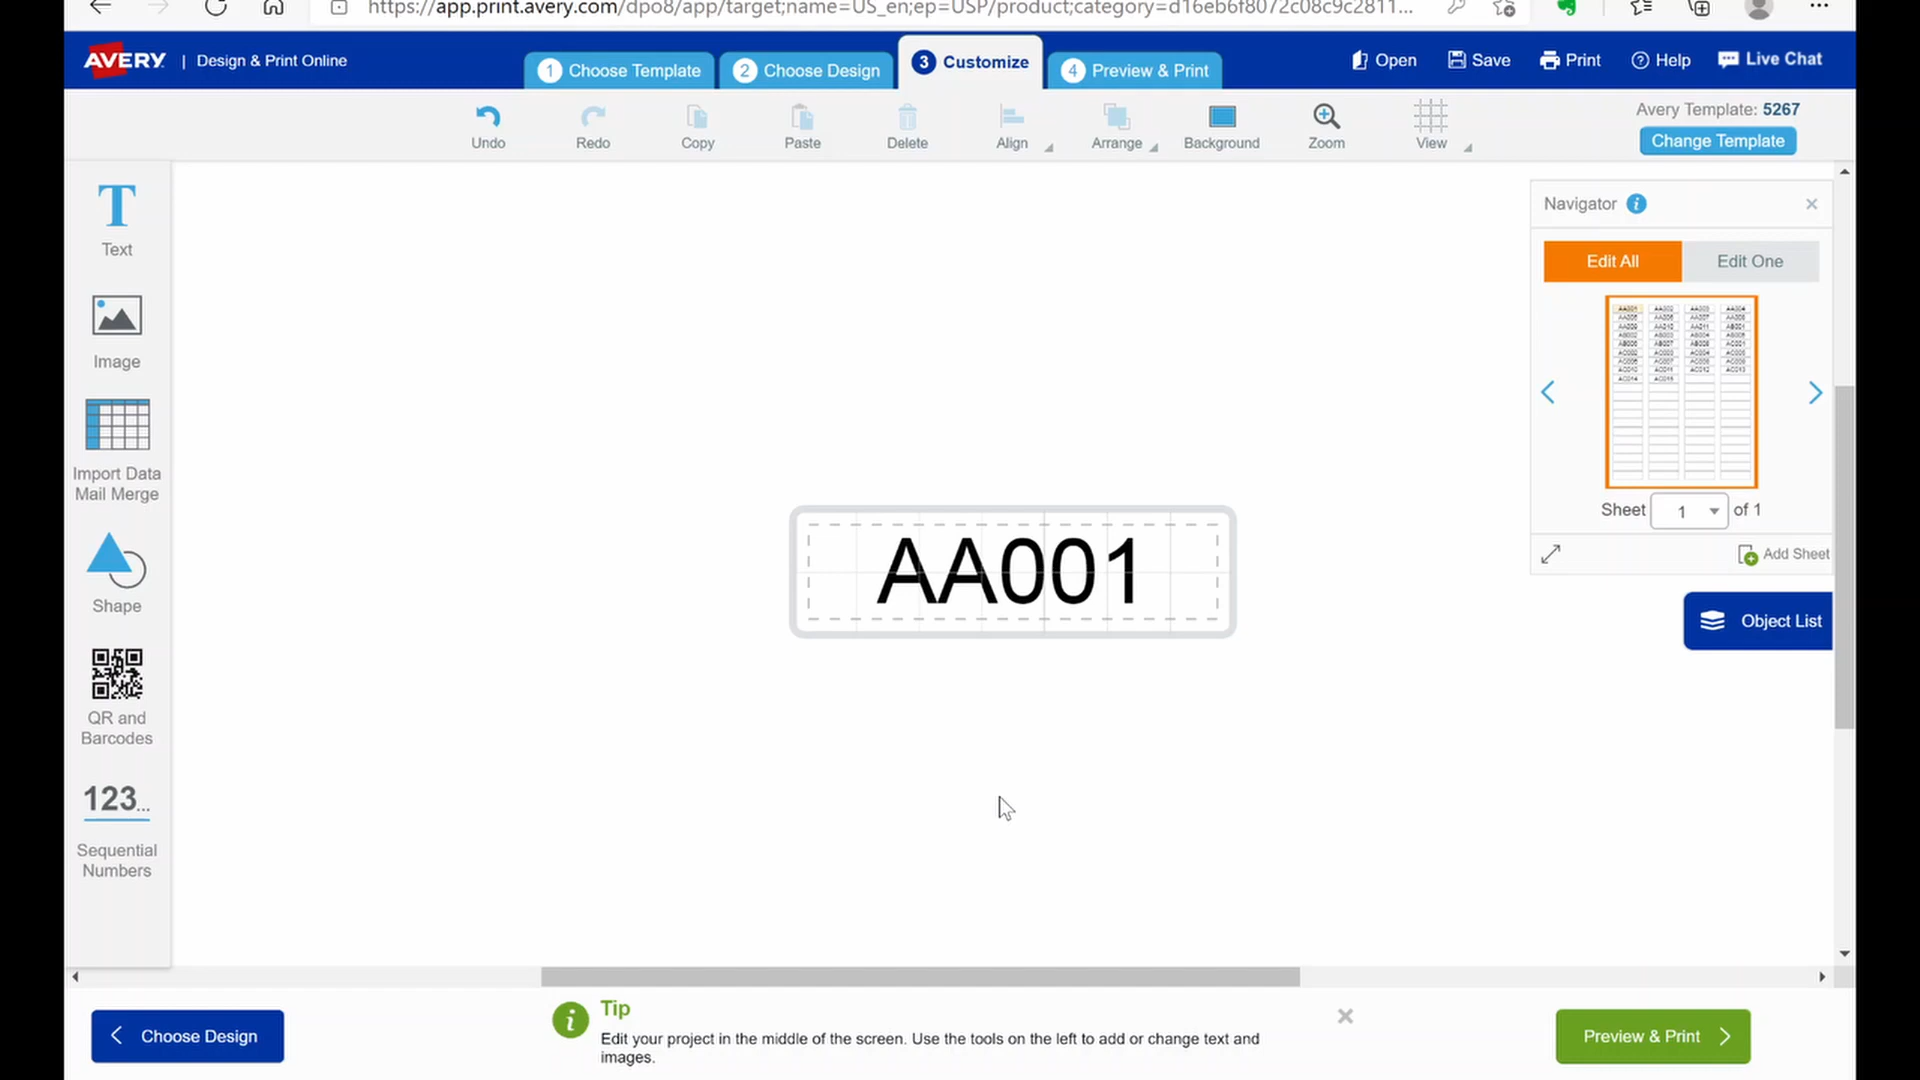 https://app.print.avery.com/dpo8/app/target;name=US_en;ep=USP/product;category=d16eb6f8072c08c9c2811...
AVERY | Design & Print Online
1 Choose Template
2 Choose Design
3 Customize
4 Preview & Print
Open
Save
Print
Help
Live Chat
Undo
Redo
Copy
Paste
Delete
Align
Arrange
Background
Zoom
View
Avery Template: 5267
Change Template
Text
Image
Import Data
Mail Merge
Shape
QR and
Barcodes
123...
Sequential
Numbers
AA001
Navigator
Edit All
Edit One
Sheet 1 of 1
Add Sheet
Object List
Choose Design
Tip
Edit your project in the middle of the screen. Use the tools on the left to add or change text and
images.
Preview & Print